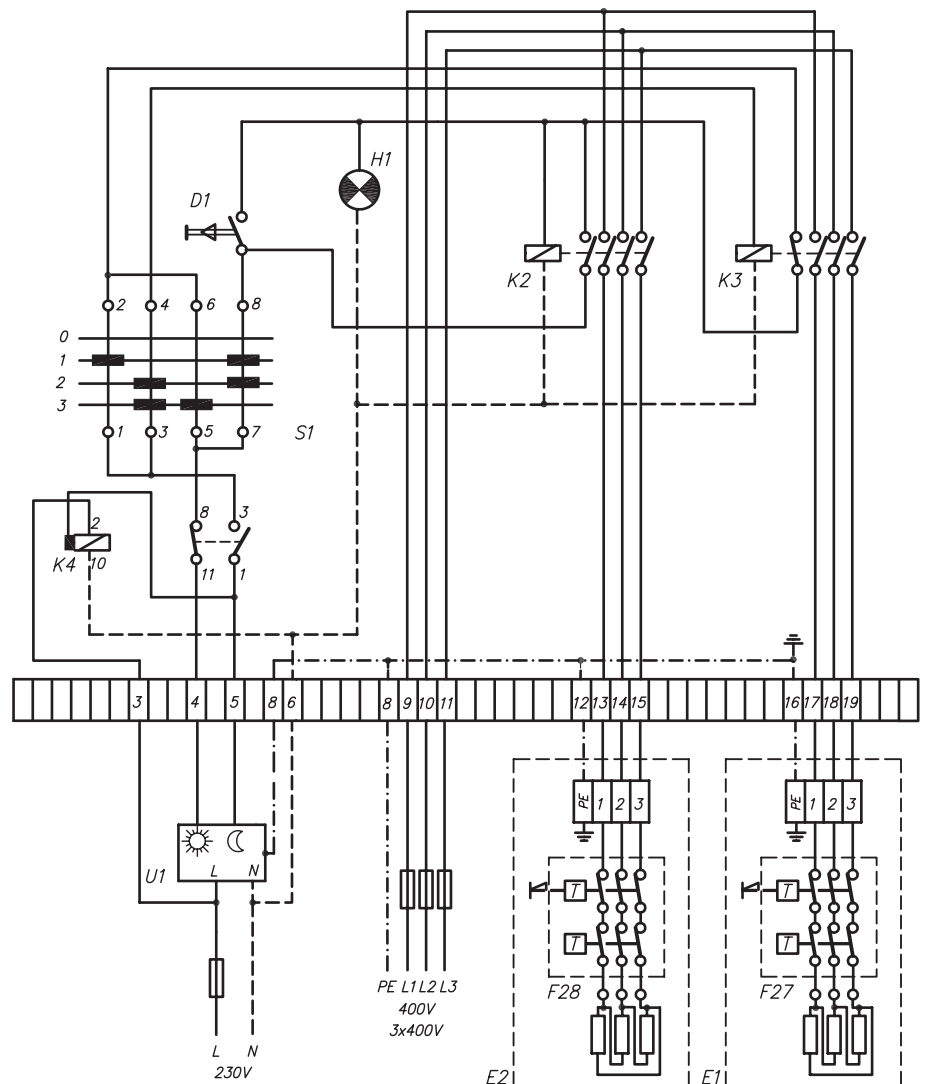 H1
D1
K2
K3
2 4 6 8
0
1
2
3
1 3 5 7
S1
8 3
2
K4 10
11 1
3 4 5 8 6 8 9 10 11 12 13 14 15 16 17 18 19
PE 1 2 3
PE 1 2 3
U1
L N
T
T
T
T
PE L1 L2 L3
400V
3x400V
F28
F27
L N
230V
E2
E1